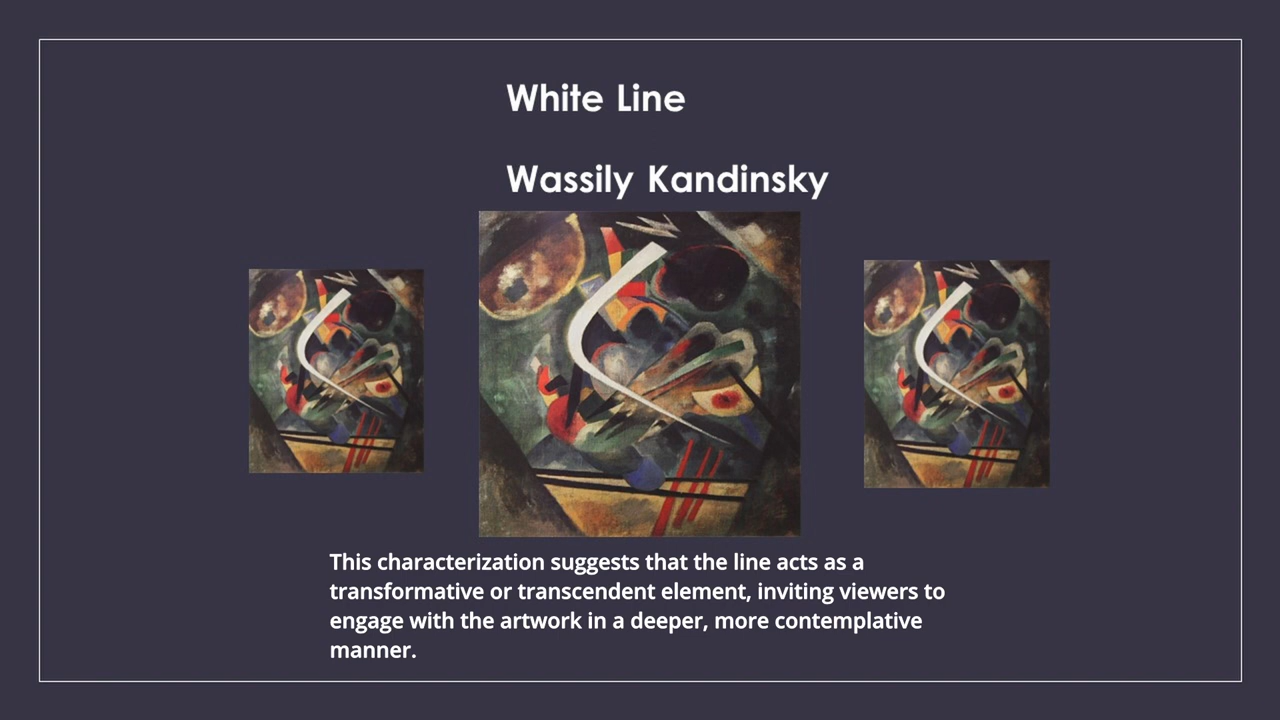 White Line
Wassily Kandinsky
This characterization suggests that the line acts as a
transformative or transcendent element, inviting viewers to
engage with the artwork in a deeper, more contemplative
manner.